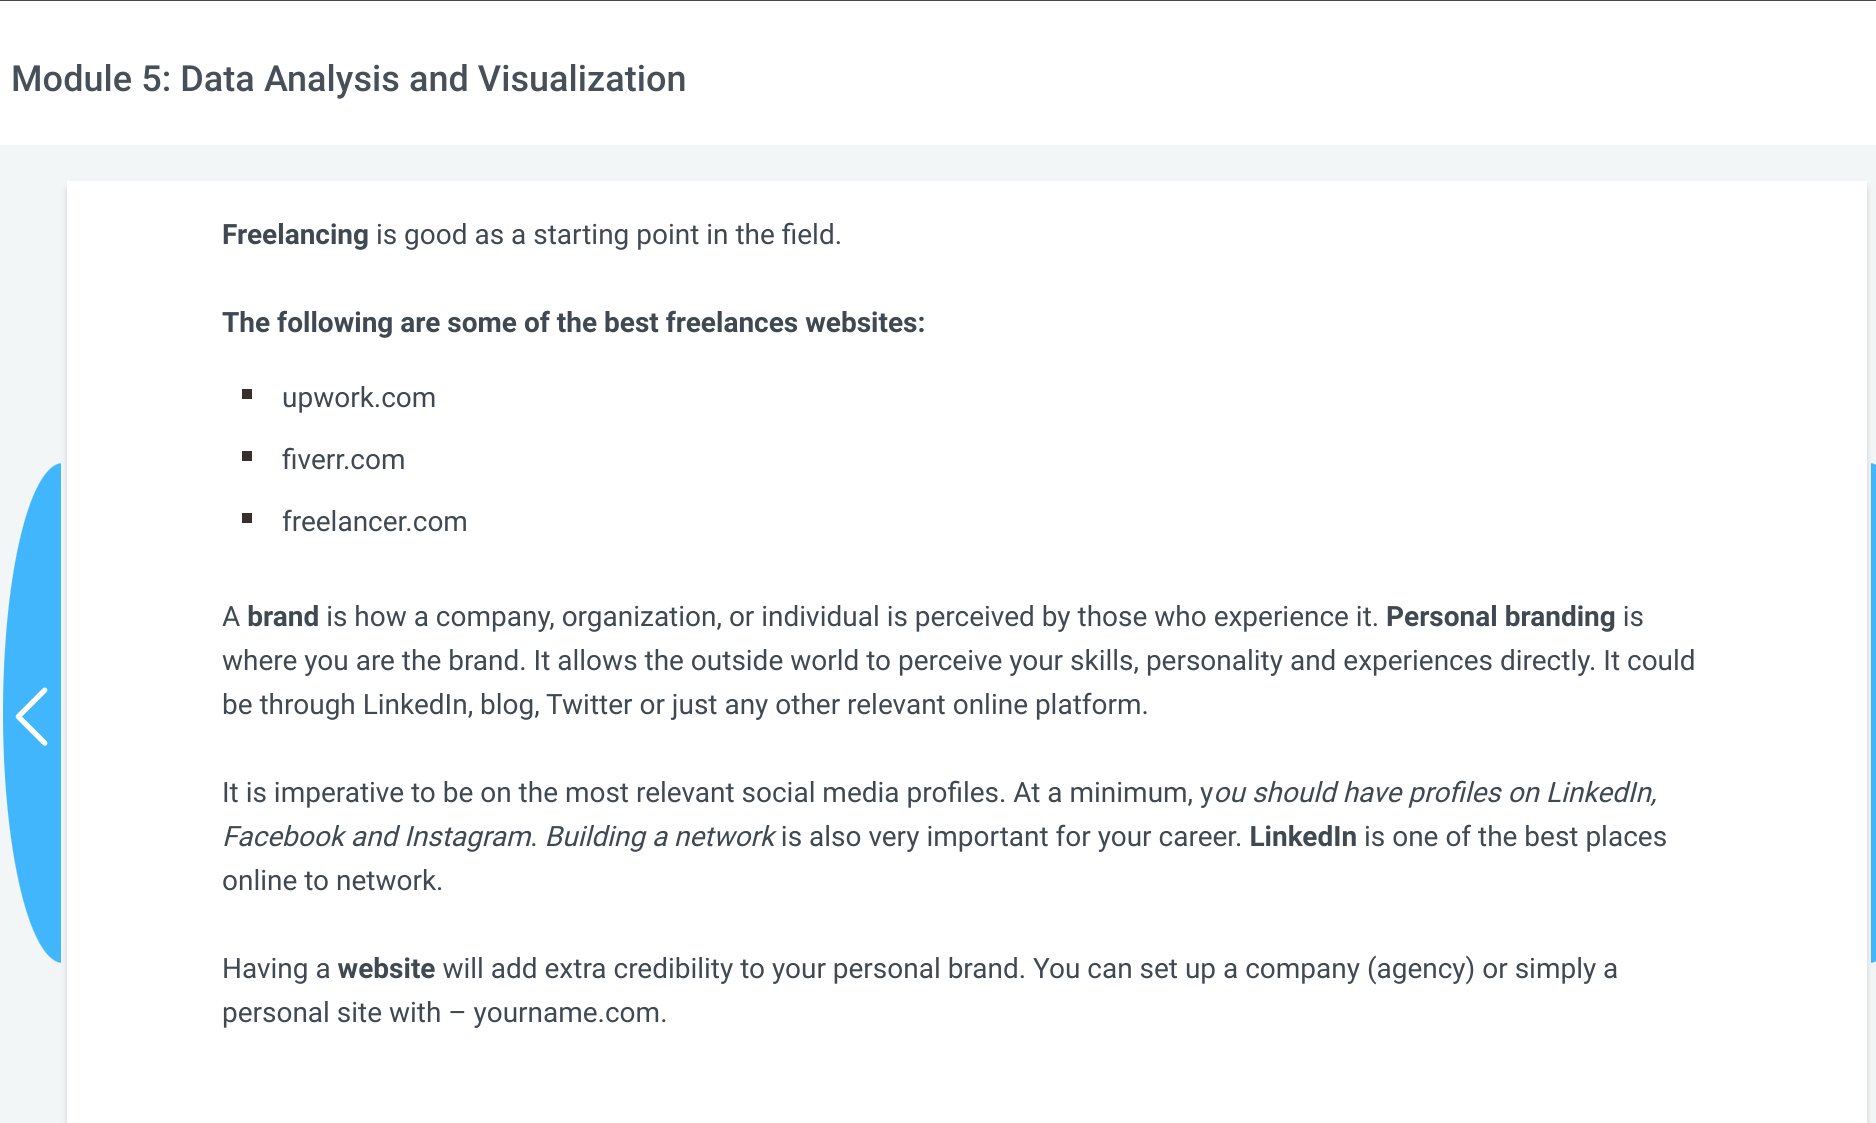 Module 5: Data Analysis and Visualization
Freelancing is good as a starting point in the field.
The following are some of the best freelances websites:
upwork.com
fiverr.com
freelancer.com
A brand is how a company, organization, or individual is perceived by those who experience it. Personal branding is
where you are the brand. It allows the outside world to perceive your skills, personality and experiences directly. It could
be through LinkedIn, blog, Twitter or just any other relevant online platform.
It is imperative to be on the most relevant social media profiles. At a minimum, you should have profiles on LinkedIn,
Facebook and Instagram. Building a network is also very important for your career. LinkedIn is one of the best places
online to network.
Having a website will add extra credibility to your personal brand. You can set up a company (agency) or simply a
personal site with – yourname.com.